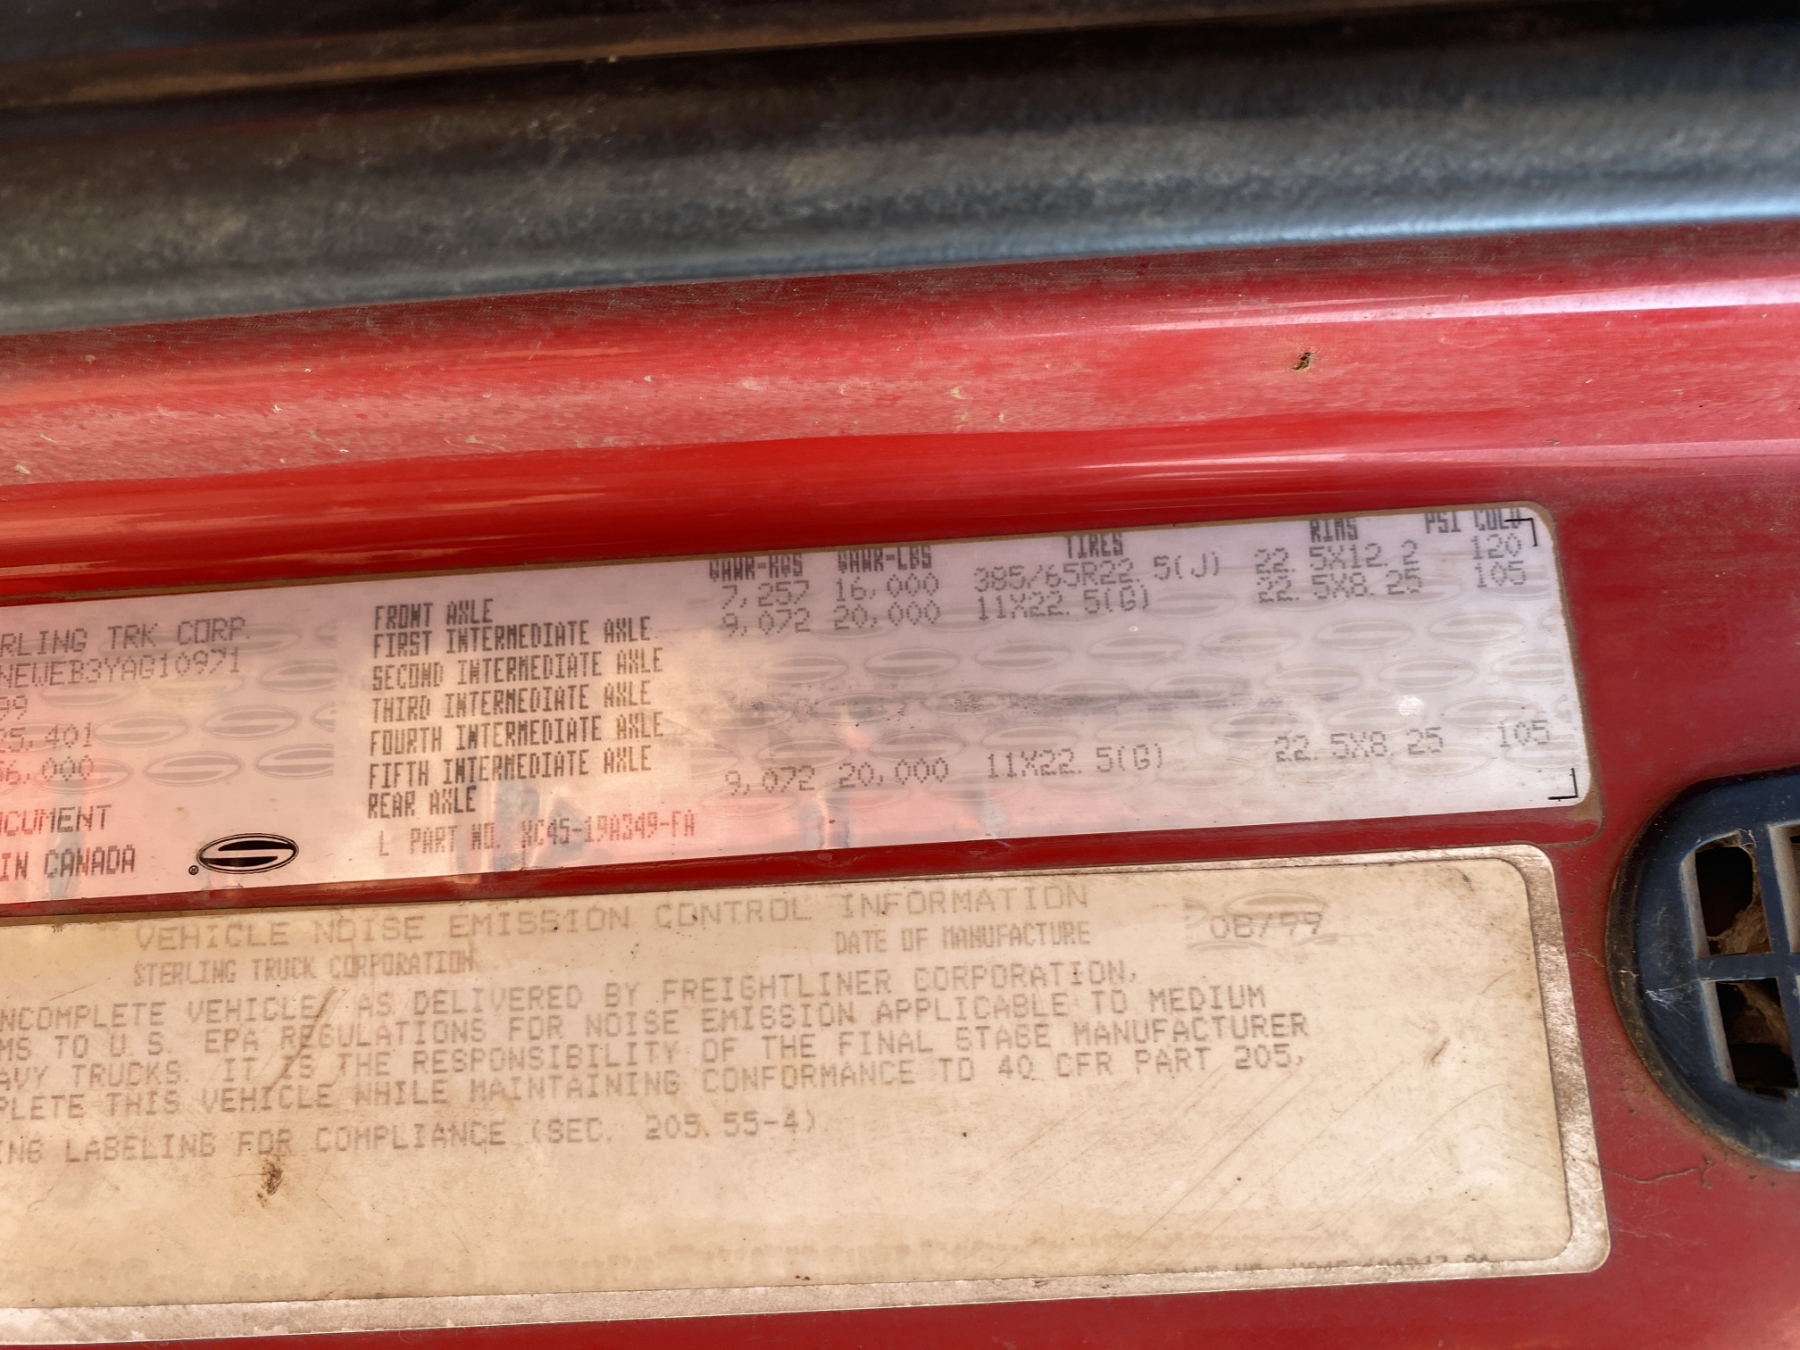 GAWR-KGS GAWR-LBS TIRES RIMS PSI COLD
FRONT AXLE 7,257 16,000 385/65R22.5(J) 22.5X12.2 120
RLING TRK CORP. FIRST INTERMEDIATE AXLE 9,072 20,000 11X22.5(G) 22.5X8.25 105
NEWEB3YAG10971 SECOND INTERMEDIATE AXLE
99 THIRD INTERMEDIATE AXLE
25,401 FOURTH INTERMEDIATE AXLE
56,000 FIFTH INTERMEDIATE AXLE
REAR AXLE 9,072 20,000 11X22.5(G) 22.5X8.25 105
CUMENT L PART NO. XC45-19A349-FA
IN CANADA
VEHICLE NOISE EMISSION CONTROL INFORMATION
STERLING TRUCK CORPORATION DATE OF MANUFACTURE 08/99
NCOMPLETE VEHICLE, AS DELIVERED BY FREIGHTLINER CORPORATION,
MS TO U.S. EPA REGULATIONS FOR NOISE EMISSION APPLICABLE TO MEDIUM
AVY TRUCKS. IT IS THE RESPONSIBILITY OF THE FINAL STAGE MANUFACTURER
PLETE THIS VEHICLE WHILE MAINTAINING CONFORMANCE TO 40 CFR PART 205,
ING LABELING FOR COMPLIANCE (SEC. 205.55-4).